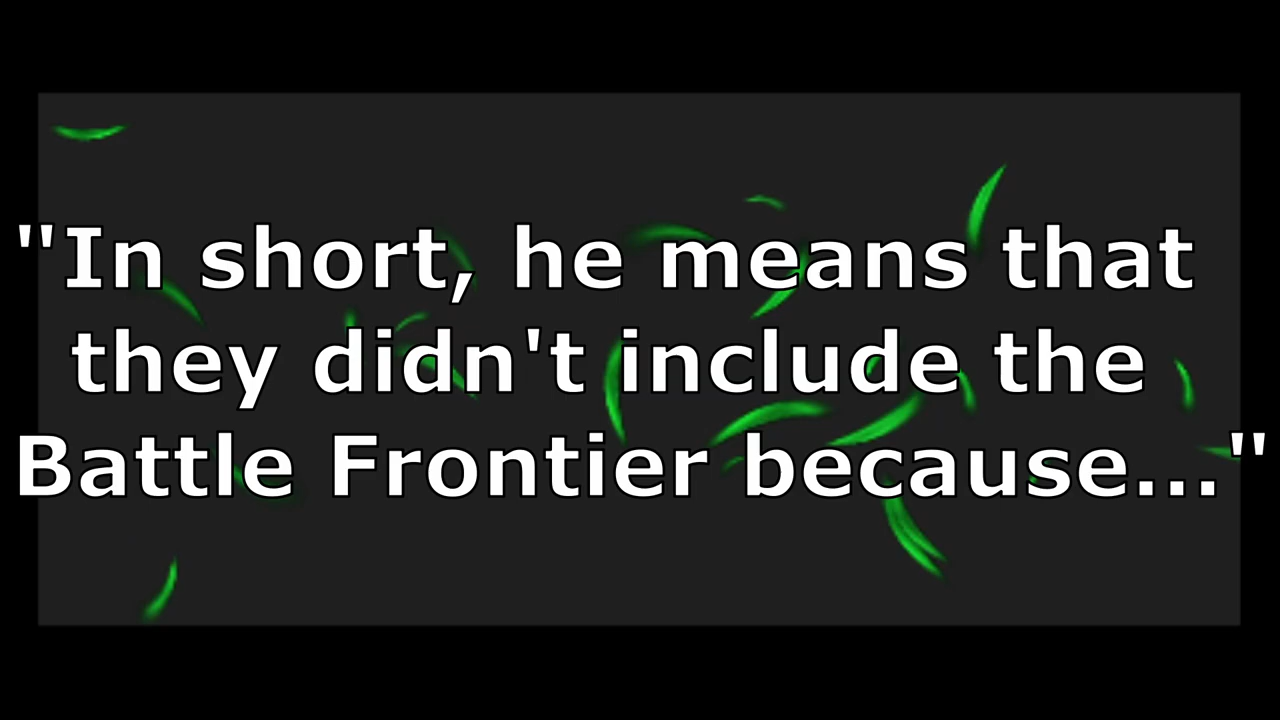 "In short, he means that
they didn't include the
Battle Frontier because..."